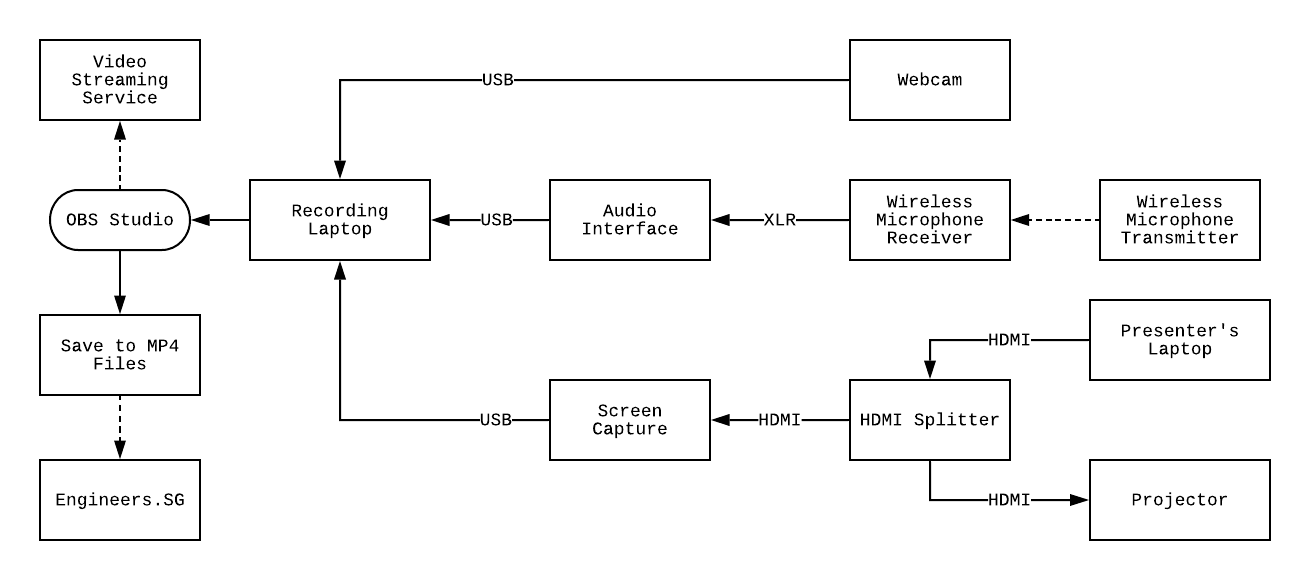 Video
Streaming
Service
USB
Webcam
OBS Studio
Recording
Laptop
USB
Audio
Interface
XLR
Wireless
Microphone
Receiver
Wireless
Microphone
Transmitter
Save to MP4
Files
HDMI
Presenter's
Laptop
USB
Screen
Capture
HDMI
HDMI Splitter
Engineers.SG
HDMI
Projector